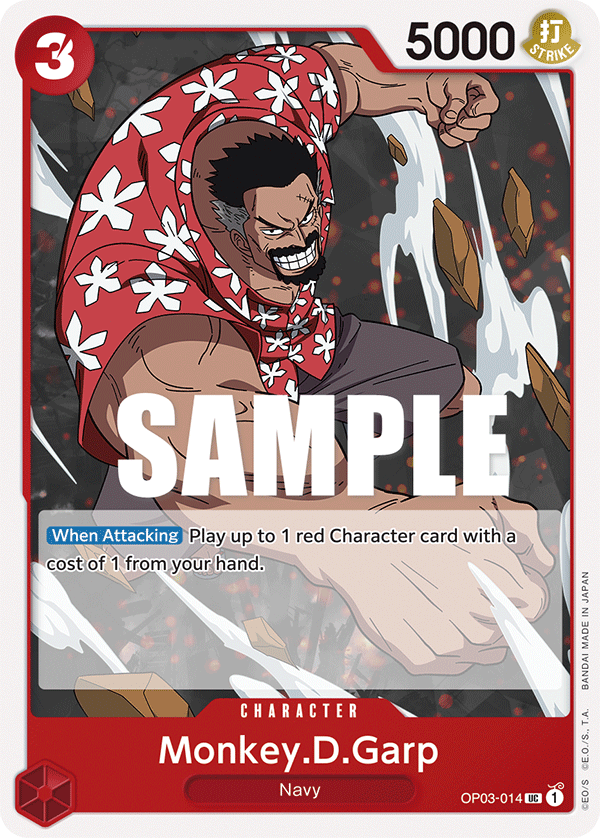 3
5000
打
STRIKE
SAMPLE
When Attacking Play up to 1 red Character card with a
cost of 1 from your hand.
CHARACTER
Monkey.D.Garp
Navy
OP03-014 UC 1
©EO/S ©E.O./S., T.A. BANDAI MADE IN JAPAN